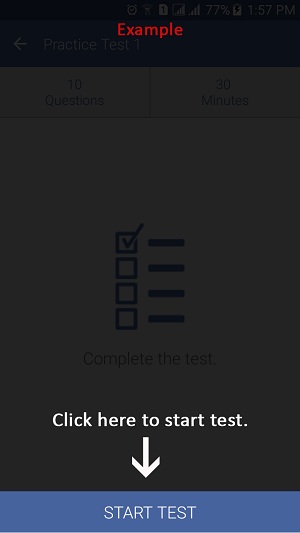 77% 1:57 PM
Example
Practice Test 1
10 30
Questions Minutes
Complete the test.
Click here to start test.
START TEST